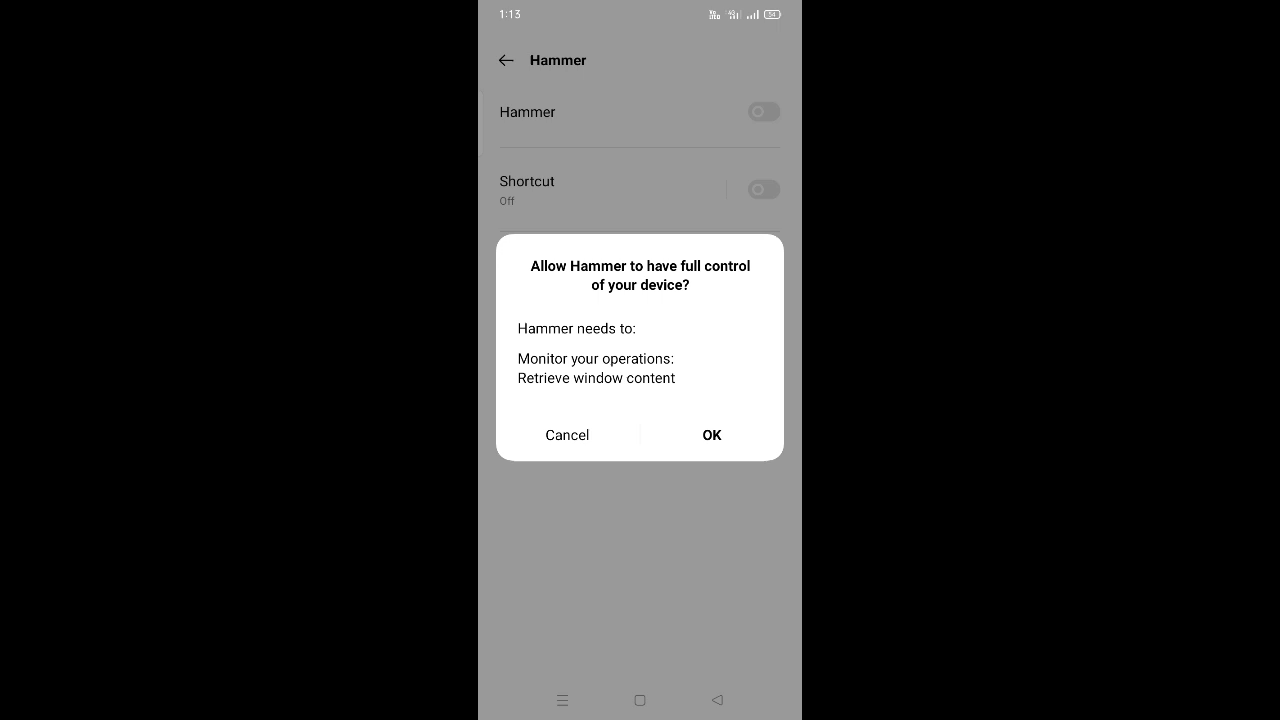 1:13
54
Hammer
Hammer
Shortcut
Off
Allow Hammer to have full control
of your device?
Hammer needs to:
Monitor your operations:
Retrieve window content
Cancel
OK